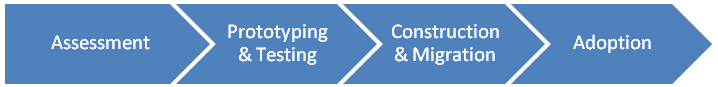 Assessment
Prototyping
& Testing
Construction
& Migration
Adoption